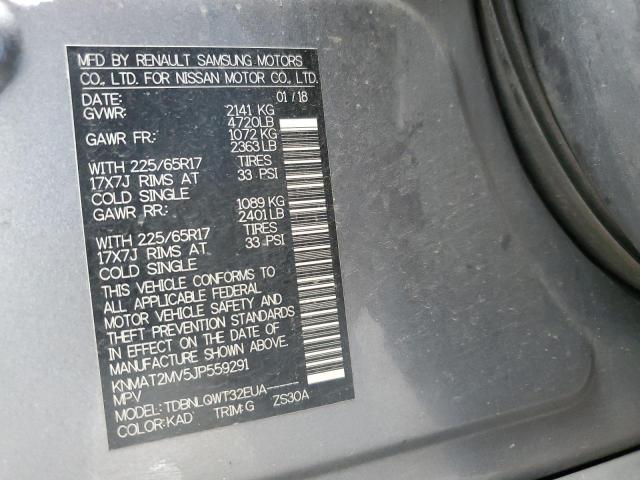 MFD BY RENAULT SAMSUNG MOTORS
CO., LTD. FOR NISSAN MOTOR CO., LTD.
DATE: 01/18
GVWR: 2141 KG
4720LB
GAWR FR: 1072 KG
2363 LB
WITH 225/65R17 TIRES
17X7J RIMS AT 33 PSI
COLD SINGLE
GAWR RR: 1089 KG
2401 LB
WITH 225/65R17 TIRES
17X7J RIMS AT 33 PSI
COLD SINGLE
THIS VEHICLE CONFORMS TO
ALL APPLICABLE FEDERAL
MOTOR VEHICLE SAFETY AND
THEFT PREVENTION STANDARDS
IN EFFECT ON THE DATE OF
MANUFACTURE SHOWN ABOVE.
KNMAT2MV5JP559291
MPV
MODEL: TDBNLQWT32EUA-----
COLOR: KAD TRIM: G ZS30A